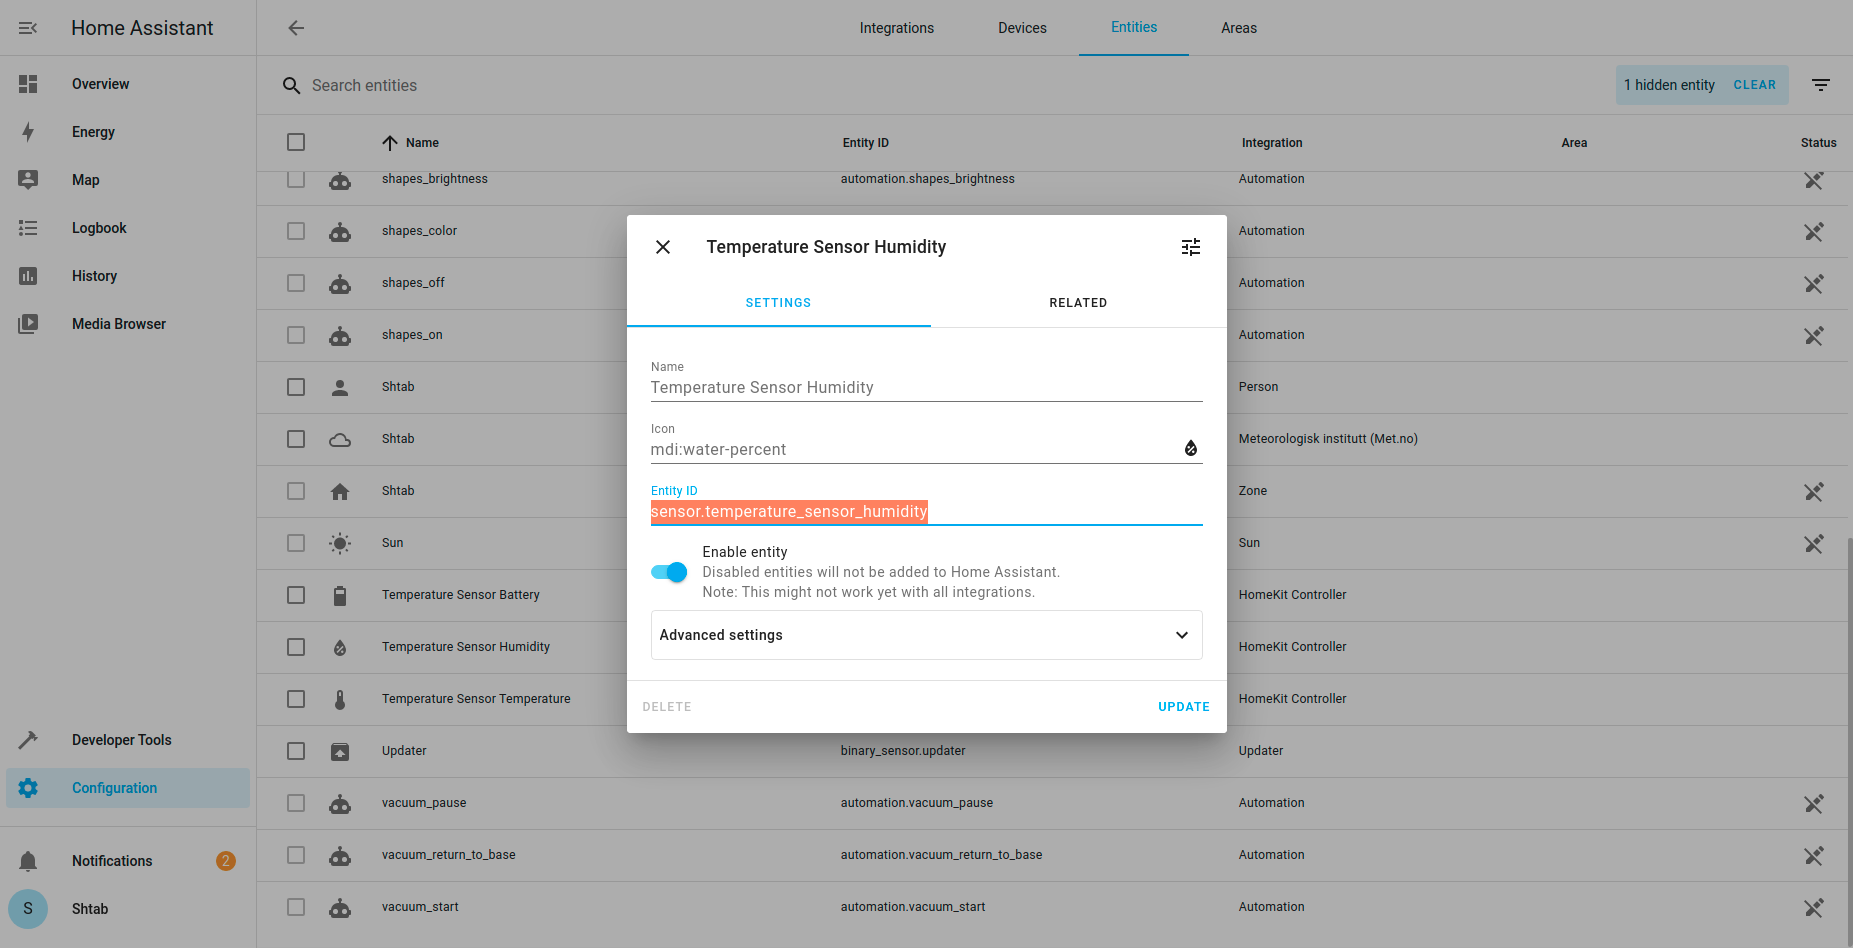 Home Assistant
Overview
Energy
Map
Logbook
History
Media Browser
Developer Tools
Configuration
Notifications 2
S Shtab
Integrations Devices Entities Areas
Search entities 1 hidden entity CLEAR
Name Entity ID Integration Area Status
shapes_brightness automation.shapes_brightness Automation
shapes_color Automation
shapes_off Automation
shapes_on Automation
Shtab Person
Shtab Meteorologisk institutt (Met.no)
Shtab Zone
Sun Sun
Temperature Sensor Battery HomeKit Controller
Temperature Sensor Humidity HomeKit Controller
Temperature Sensor Temperature HomeKit Controller
Updater binary_sensor.updater Updater
vacuum_pause automation.vacuum_pause Automation
vacuum_return_to_base automation.vacuum_return_to_base Automation
vacuum_start automation.vacuum_start Automation
Temperature Sensor Humidity
SETTINGS RELATED
Name
Temperature Sensor Humidity
Icon
mdi:water-percent
Entity ID
sensor.temperature_sensor_humidity
Enable entity
Disabled entities will not be added to Home Assistant.
Note: This might not work yet with all integrations.
Advanced settings
DELETE UPDATE